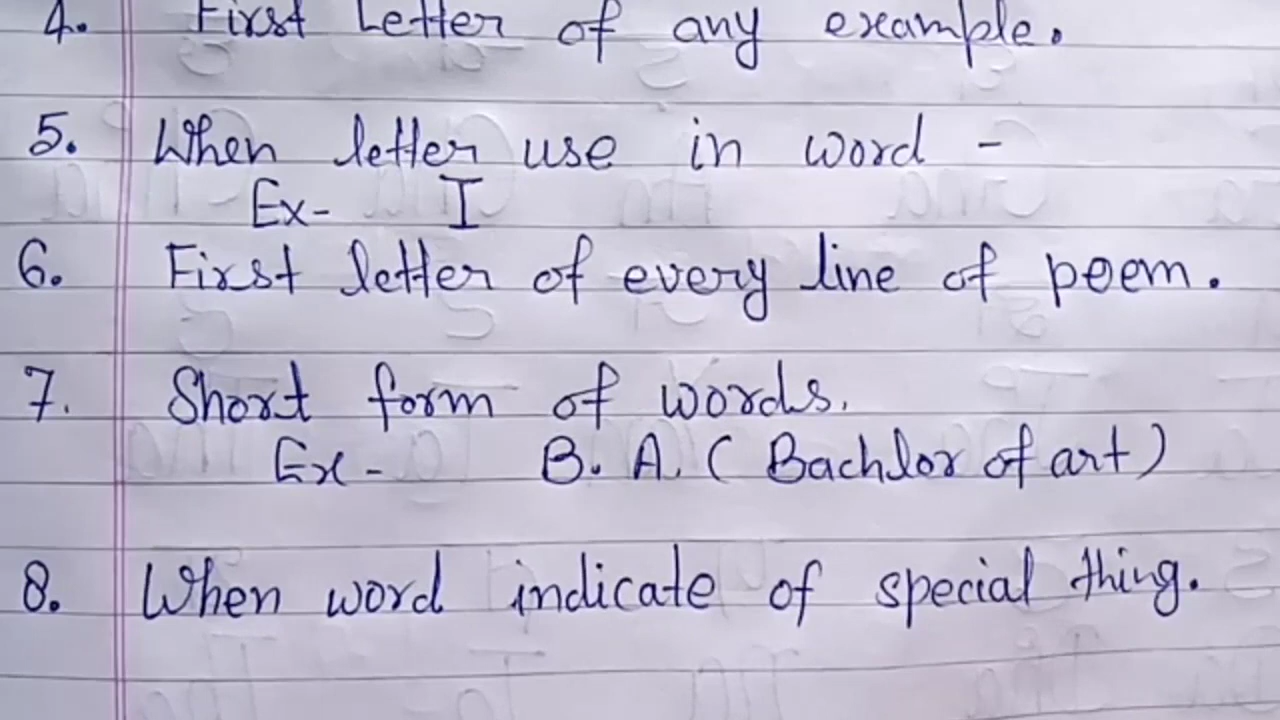 4. First Letter of any example.
5. When letter use in word -
Ex- I
6. First letter of every line of poem.
7. Short form of words.
Ex - B. A. ( Bachlor of art )
8. When word indicate of special thing.